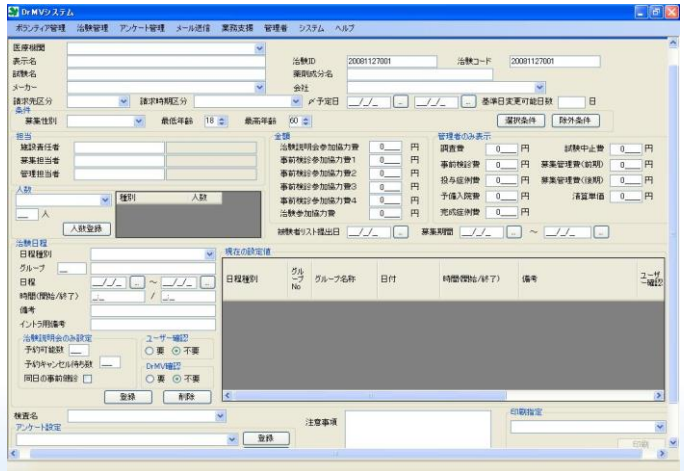 DrMVシステム
ボランティア管理 治験管理 アンケート管理 メール送信 業務支援 管理者 システム ヘルプ
医療機関
表示名 治験ID 20081127001 治験コード 20081127001
試験名 薬剤成分名
メーカー 会社
請求先区分 請求時期区分 〆予定日 __/_/_ ... __/_/_ ... 基準日変更可能日数 日
条件
募集性別 最低年齢 18 最高年齢 60 選択条件 除外条件
担当 金額 管理者のみ表示
施設責任者 治験説明会参加協力費 0 円 調査費 0 円 試験中止費 0 円
募集担当者 事前検診参加協力費1 0 円 事前検診費 0 円 募集管理費(前期) 0 円
管理担当者 事前検診参加協力費2 0 円 投与症例費 0 円 募集管理費(後期) 0 円
人数 事前検診参加協力費3 0 円 予備入院費 0 円 清算単価 0 円
種別 人数 事前検診参加協力費4 0 円 完成症例費 0 円
人 治験参加協力費 0 円
人数登録 被験者リスト提出日 __/_/_ ... 募集期間 __/_/_ ... ~ __/_/_ ...
治験日程 現在の設定値
日程種別 日程種別 グループNo グループ名称 日付 時間(開始/終了) 備考 ユーザー確認
グループ
日程 __/_/_ ... ~ __/_/_ ...
時間(開始/終了) _:_ / _:_
備考
イントラ用備考
治験説明会のみ設定 ユーザー確認
予約可能数 要 不要
予約キャンセル待ち数 DrMV確認
同日の事前検診 要 不要
登録 削除
検査名 注意事項 印刷指定
アンケート設定
登録 印刷